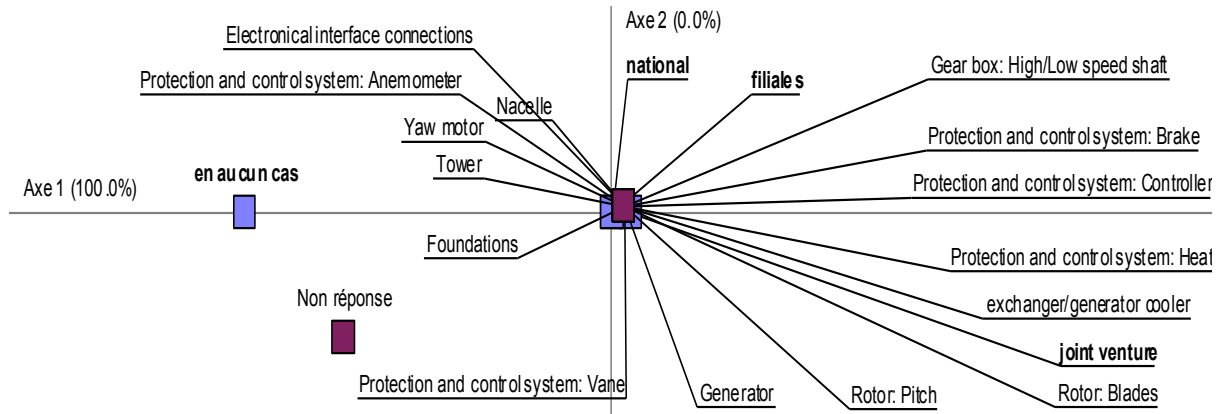 Axe 2 (0.0%)
Electronical interface connections
national
filiales
Gear box: High/Low speed shaft
Protection and control system: Anemometer
Nacelle
Yaw motor
Protection and control system: Brake
Tower
en aucun cas
Axe 1 (100.0%)
Protection and control system: Controller
Foundations
Protection and control system: Heat
Non réponse
exchanger/generator cooler
joint venture
Protection and control system: Vane
Generator
Rotor: Pitch
Rotor: Blades